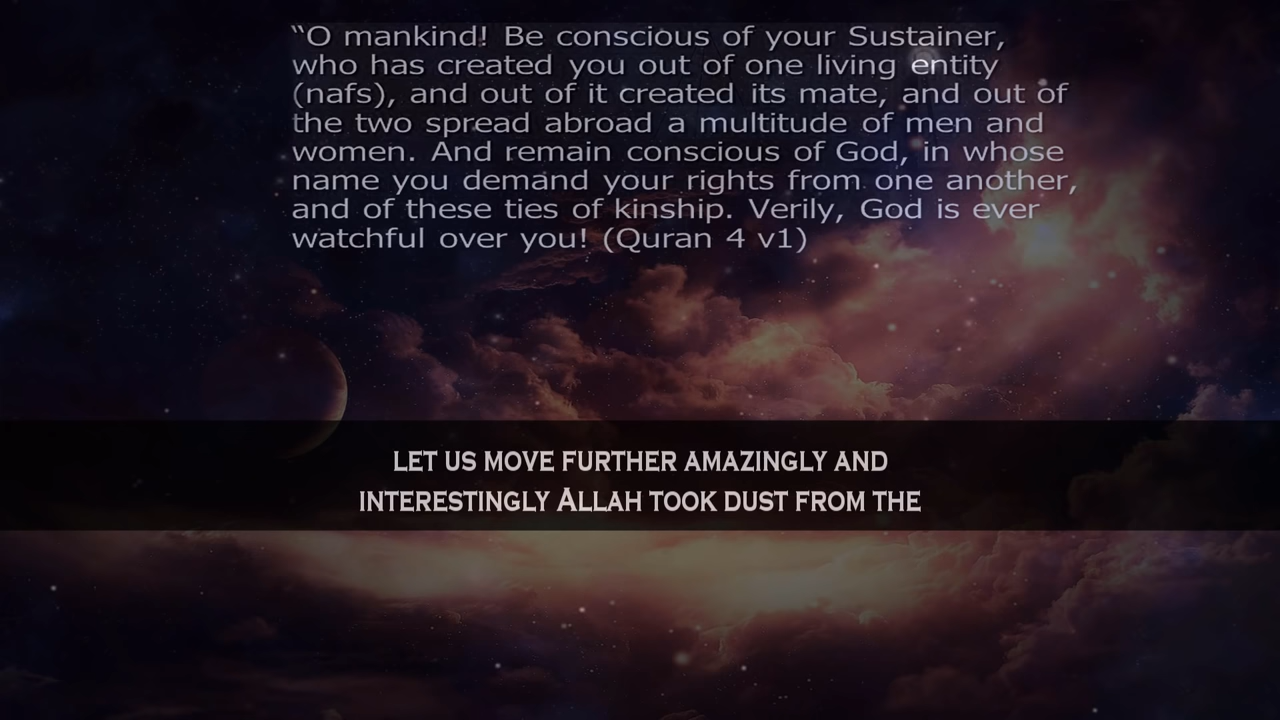 “O mankind! Be conscious of your Sustainer,
who has created you out of one living entity
(nafs), and out of it created its mate, and out of
the two spread abroad a multitude of men and
women. And remain conscious of God, in whose
name you demand your rights from one another,
and of these ties of kinship. Verily, God is ever
watchful over you! (Quran 4 v1)
LET US MOVE FURTHER AMAZINGLY AND
INTERESTINGLY ALLAH TOOK DUST FROM THE